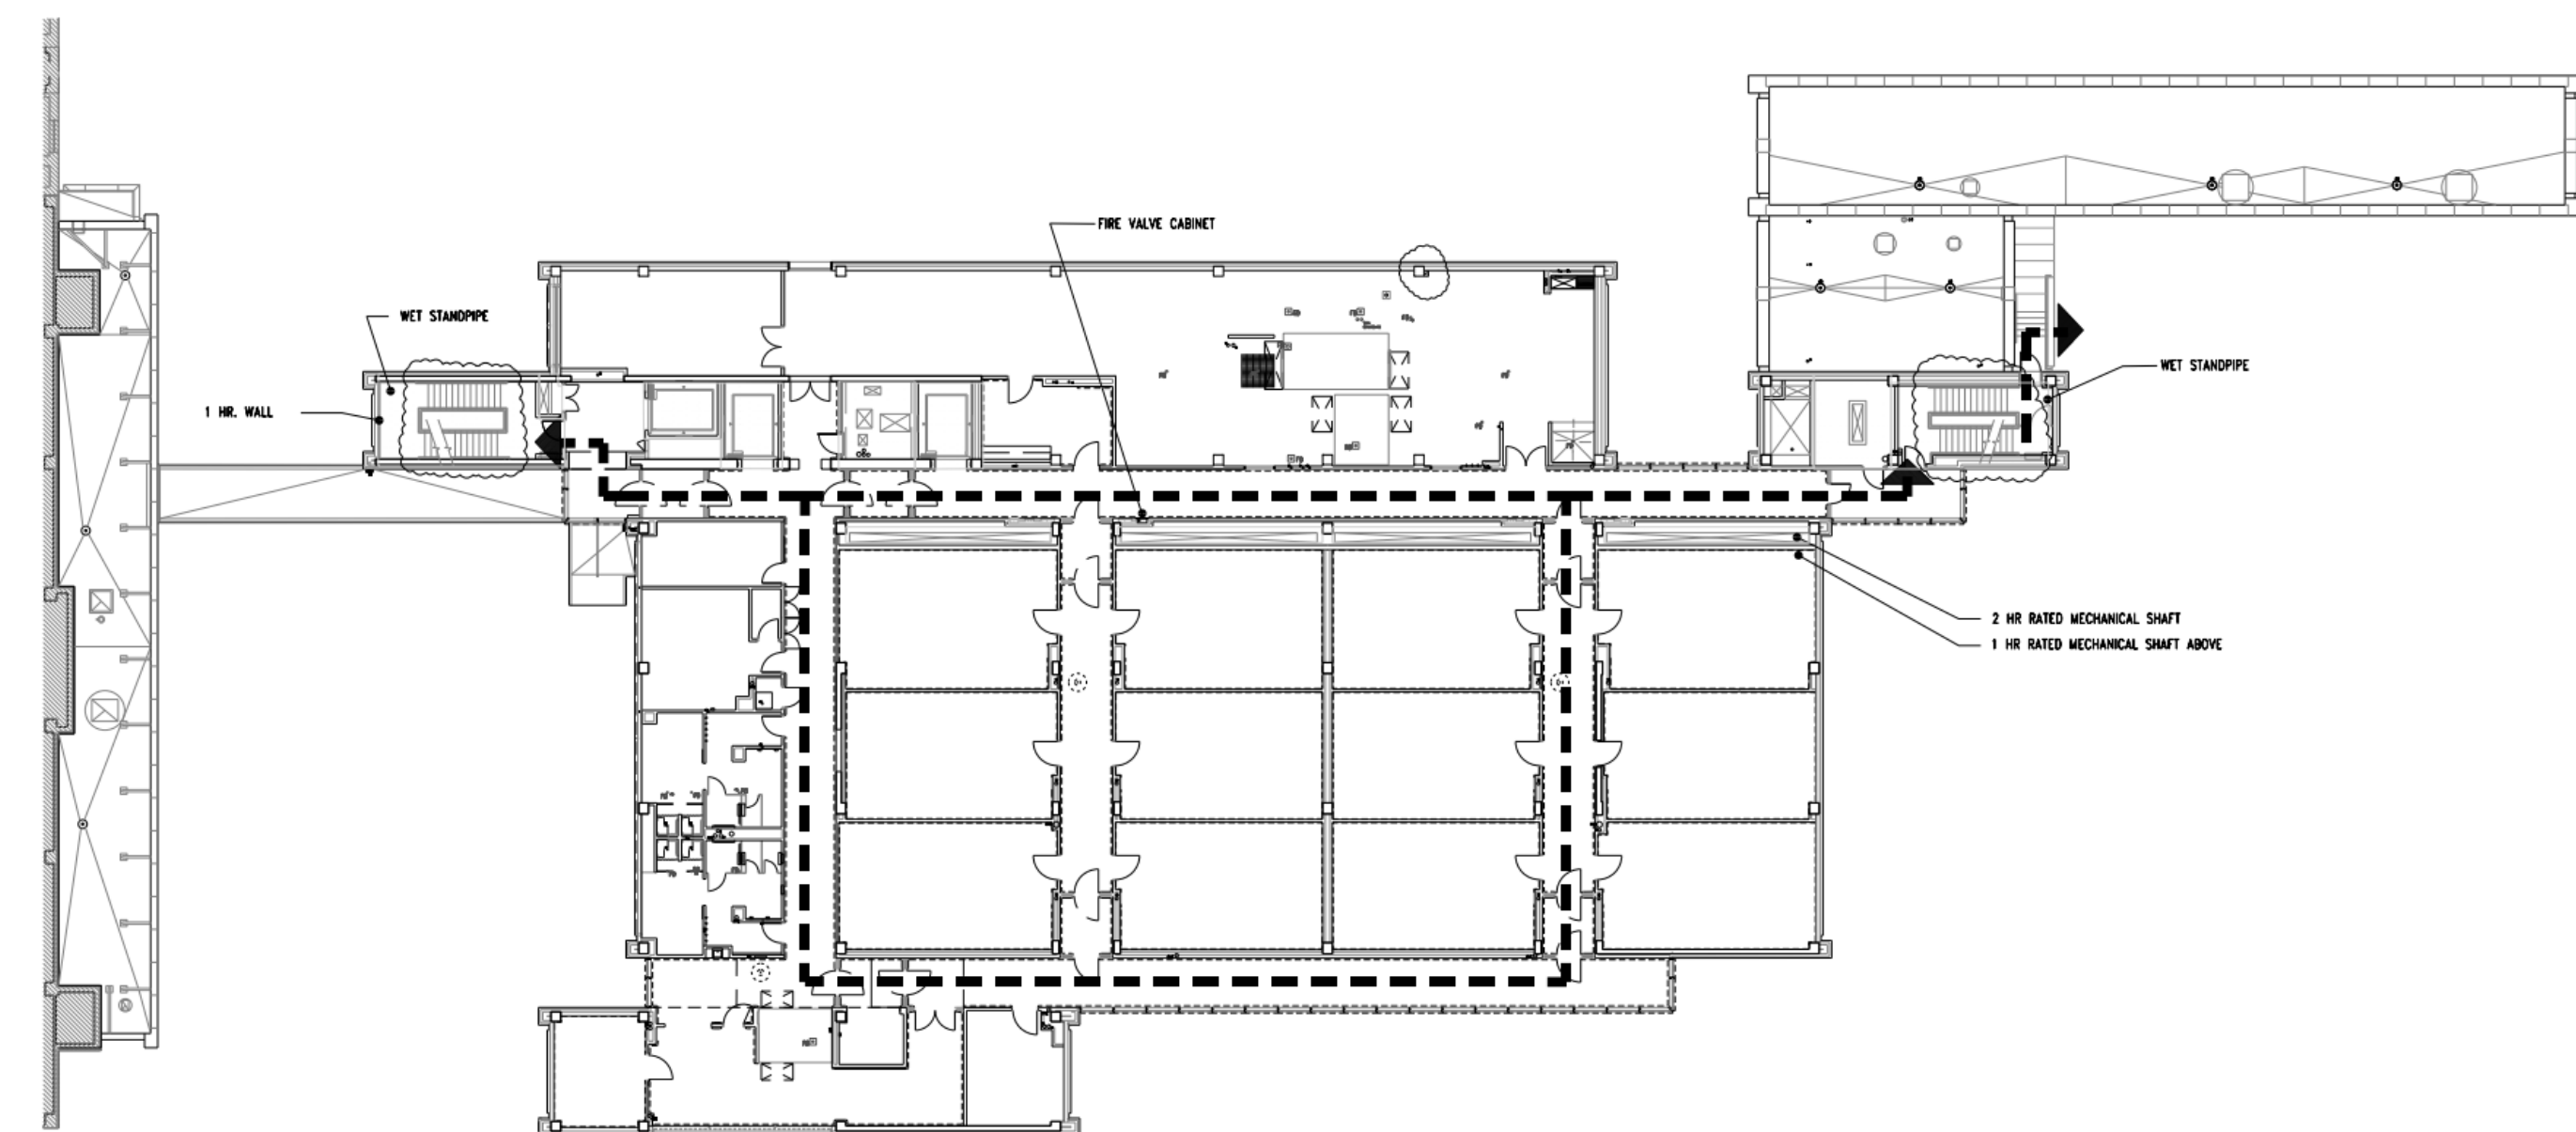 FIRE VALVE CABINET
WET STANDPIPE
1 HR. WALL
WET STANDPIPE
2 HR RATED MECHANICAL SHAFT
1 HR RATED MECHANICAL SHAFT ABOVE